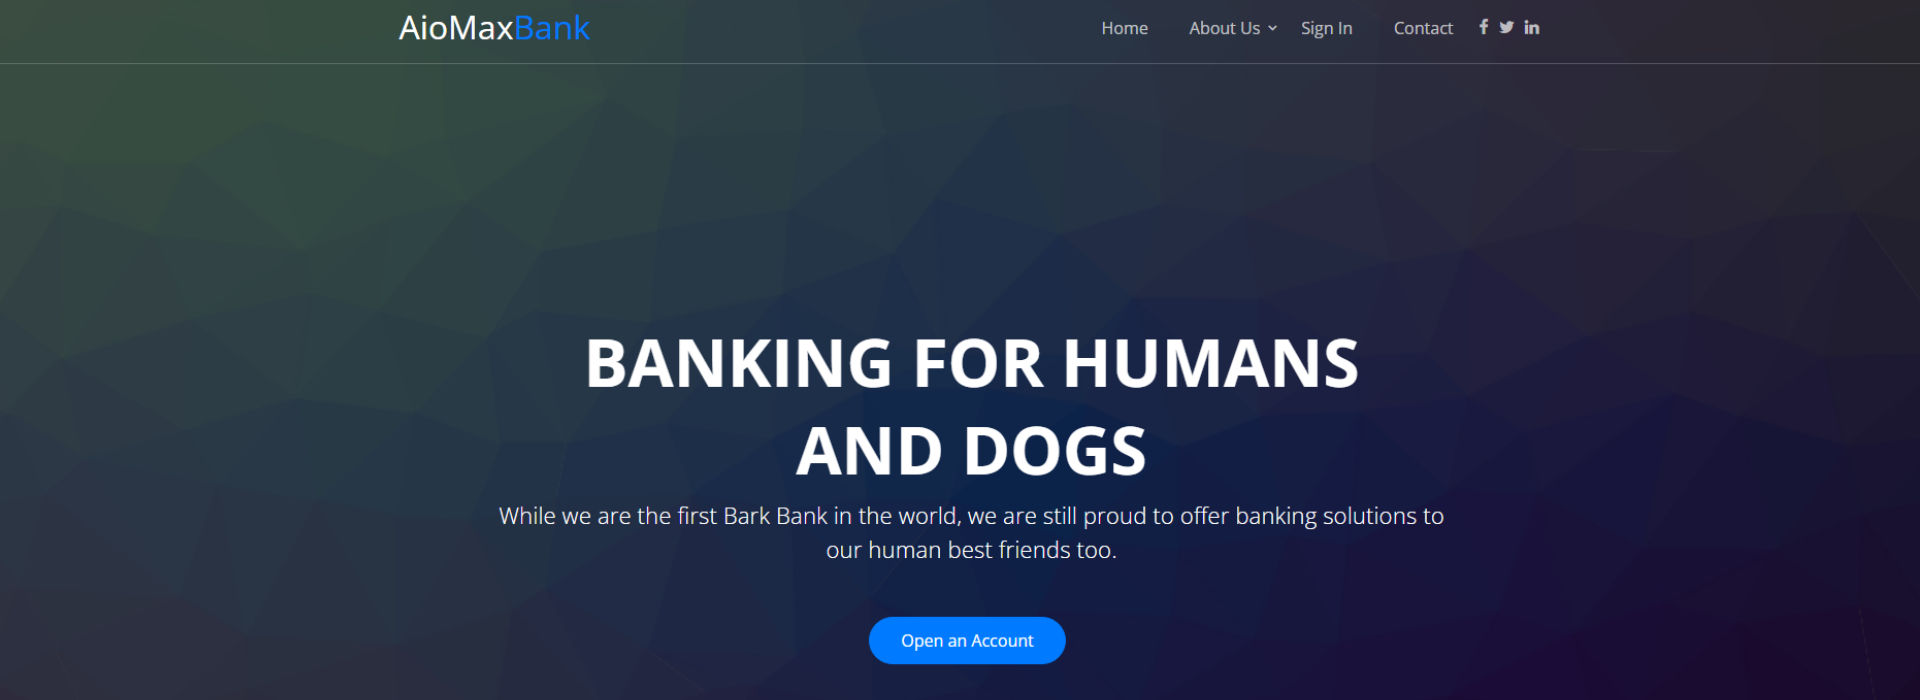 AioMaxBank
Home About Us Sign In Contact
BANKING FOR HUMANS
AND DOGS
While we are the first Bark Bank in the world, we are still proud to offer banking solutions to
our human best friends too.
Open an Account